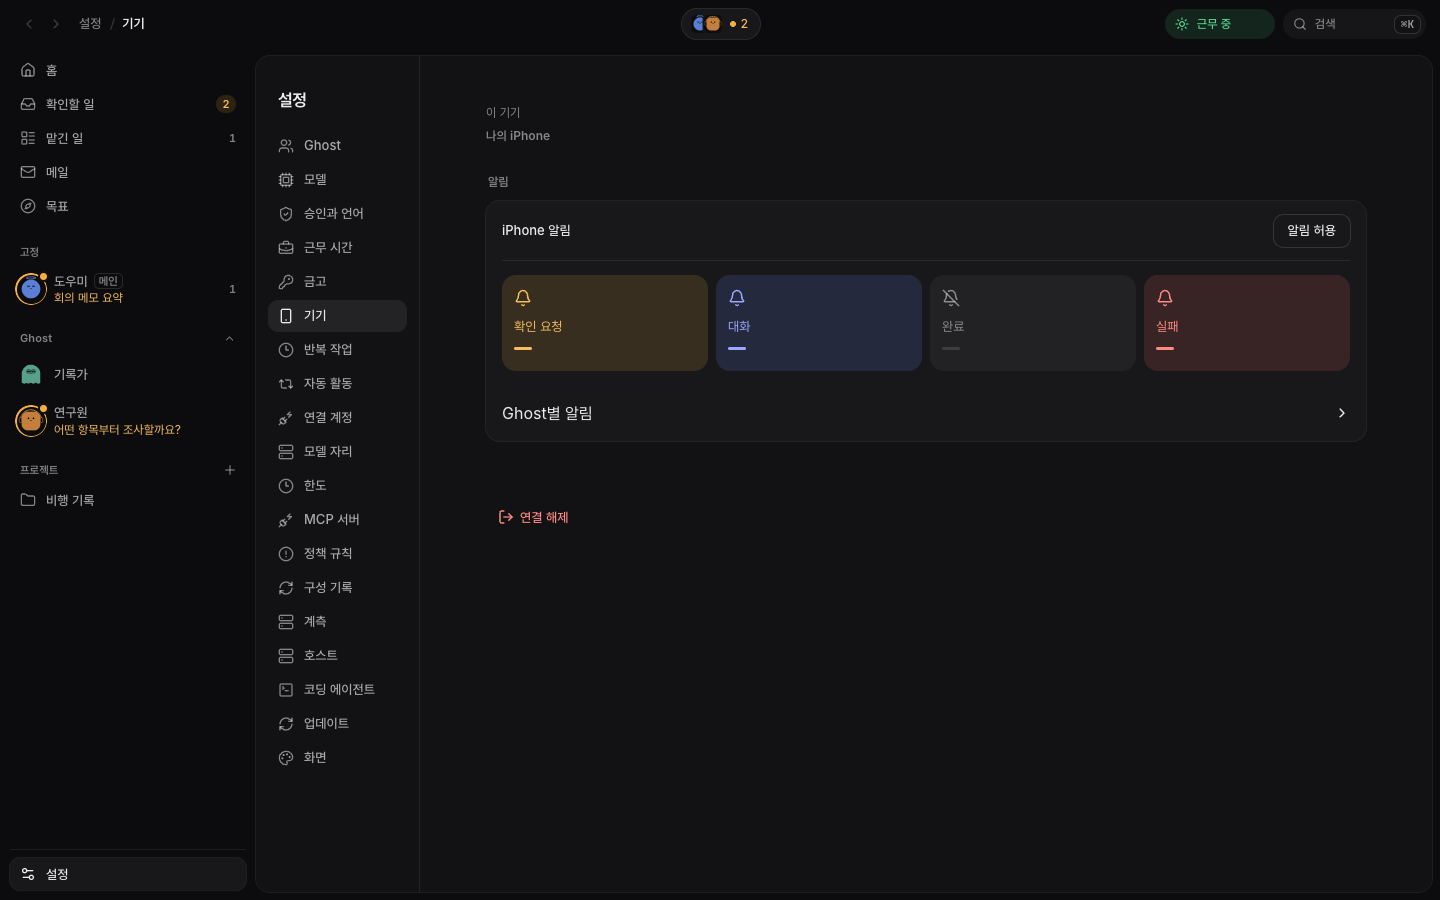 설정 / 기기
2
근무 중
검색
⌘K
홈
확인할 일
2
맡긴 일
1
메일
목표
고정
도우미
메인
회의 메모 요약
1
Ghost
기록가
연구원
어떤 항목부터 조사할까요?
프로젝트
비행 기록
설정
설정
Ghost
모델
승인과 언어
근무 시간
금고
기기
반복 작업
자동 활동
연결 계정
모델 자리
한도
MCP 서버
정책 규칙
구성 기록
계측
호스트
코딩 에이전트
업데이트
화면
이 기기
나의 iPhone
알림
iPhone 알림
알림 허용
확인 요청
대화
완료
실패
Ghost별 알림
연결 해제